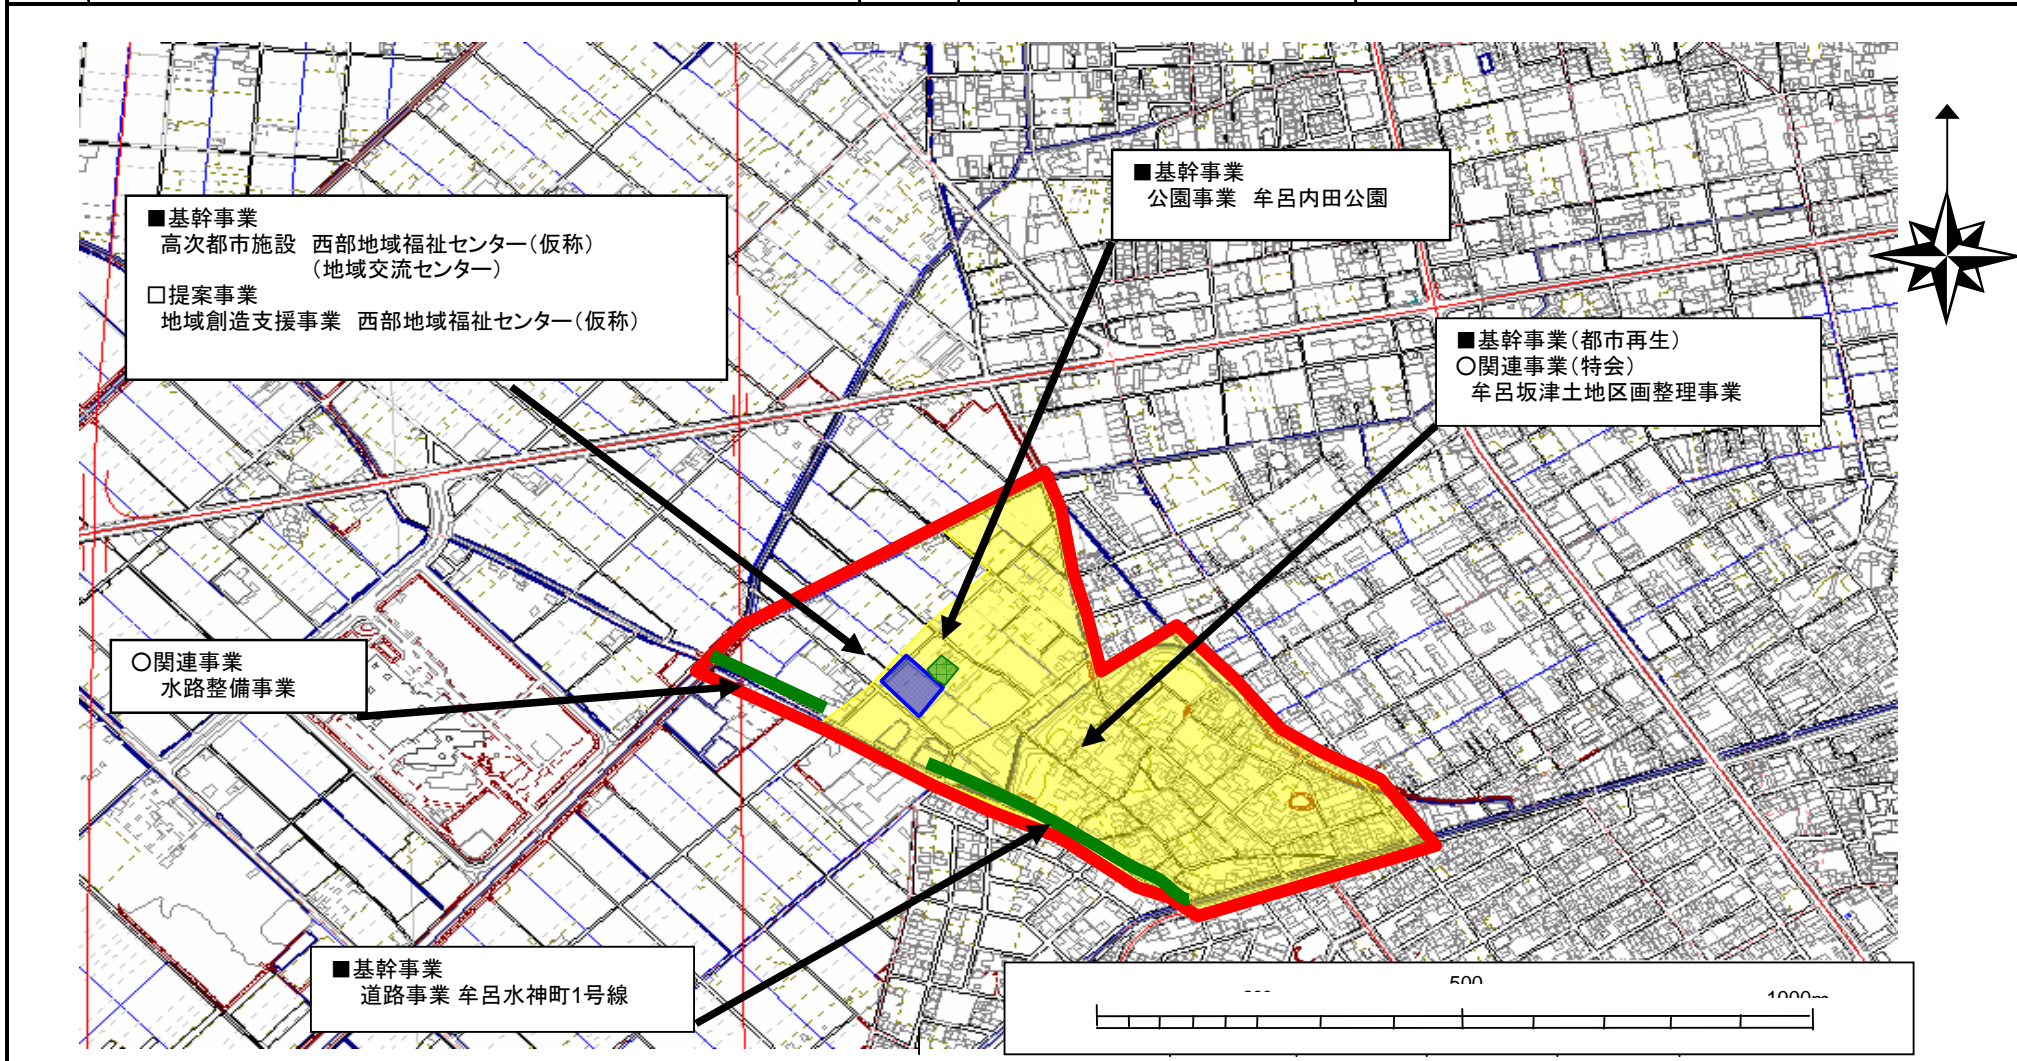 ■基幹事業
高次都市施設 西部地域福祉センター(仮称)
(地域交流センター)
□提案事業
地域創造支援事業 西部地域福祉センター(仮称)
■基幹事業
公園事業 牟呂内田公園
■基幹事業(都市再生)
○関連事業(特会)
牟呂坂津土地区画整理事業
○関連事業
水路整備事業
■基幹事業
道路事業 牟呂水神町1号線
500
1000m